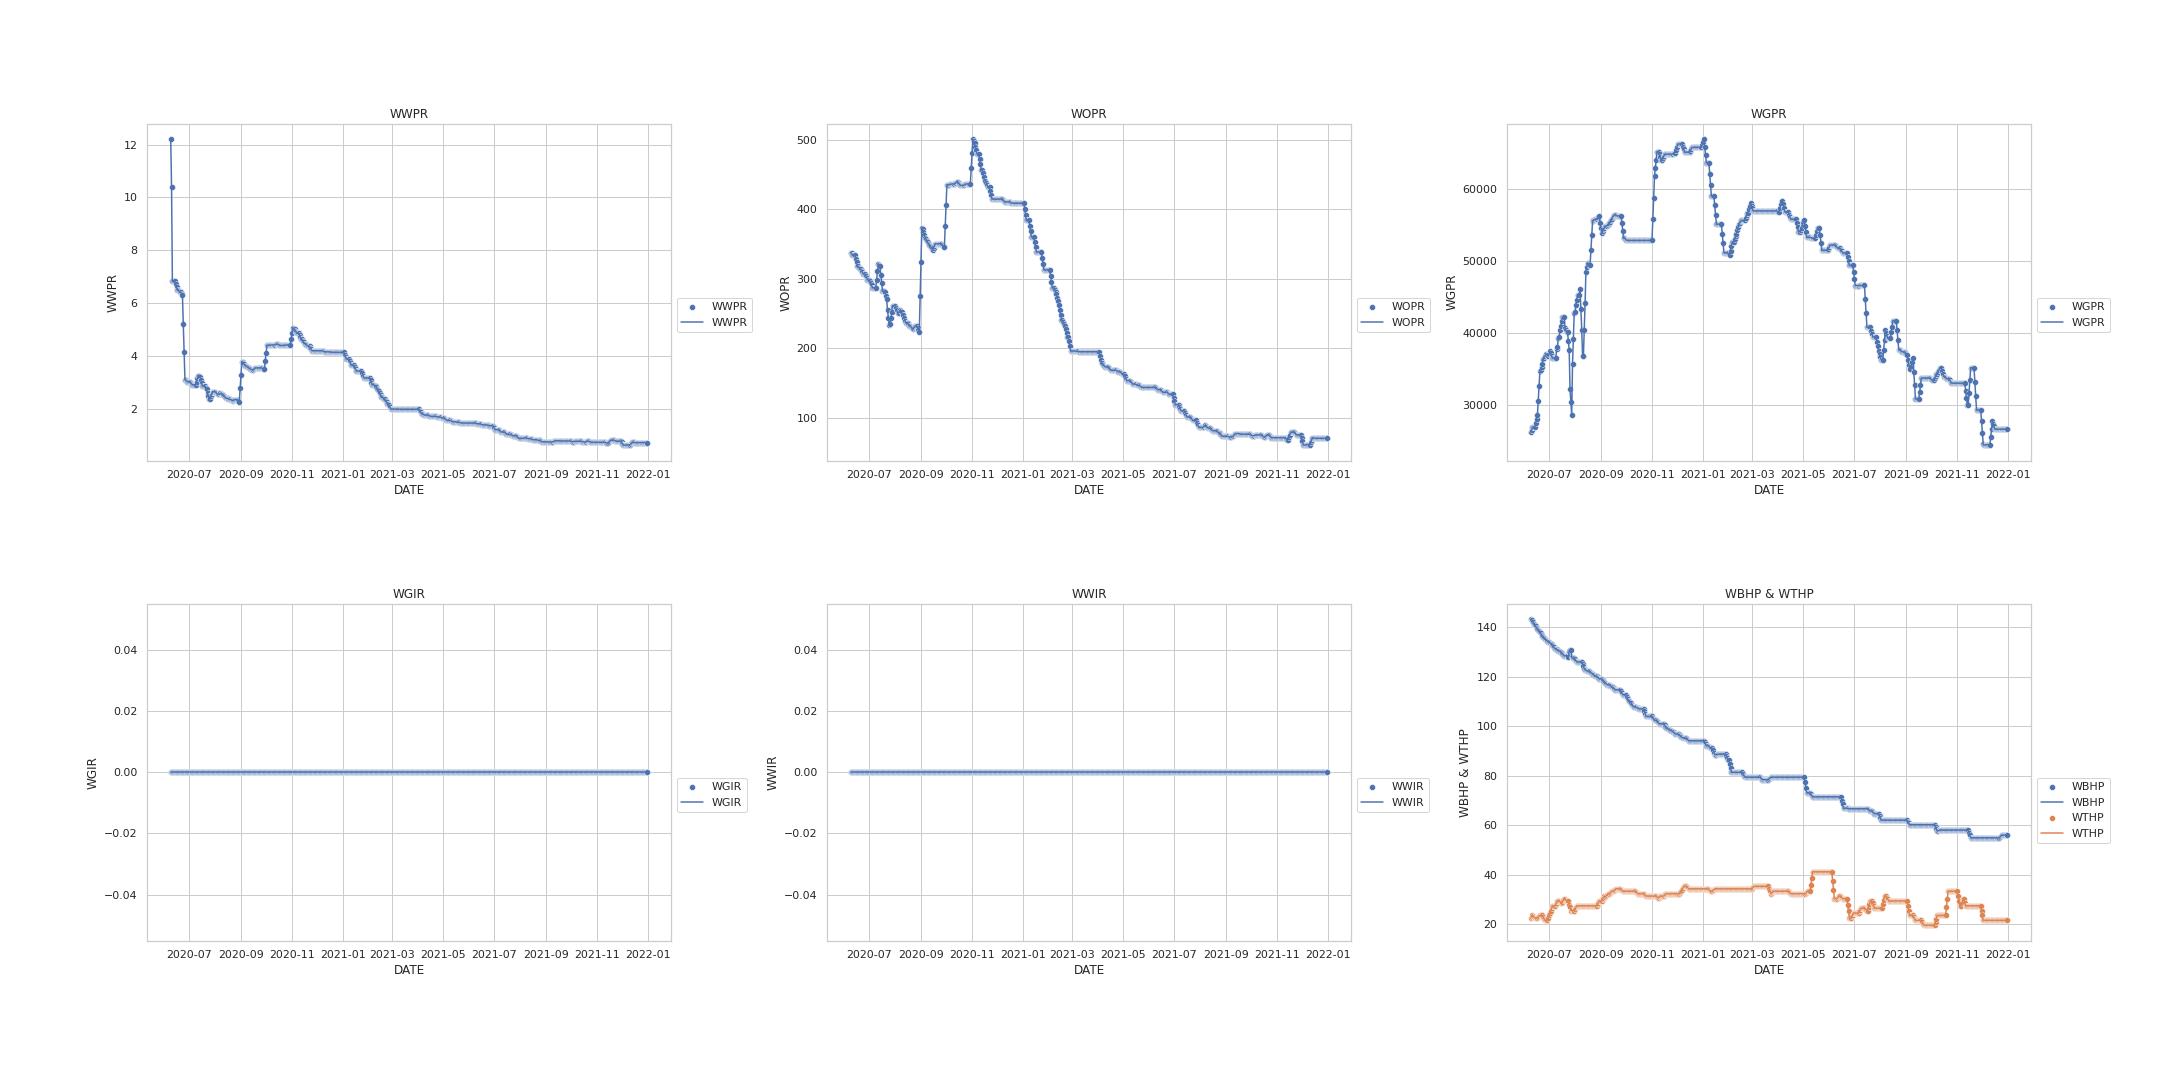 WWPR
12
10
8
6
4
2
WWPR
2020-07 2020-09 2020-11 2021-01 2021-03 2021-05 2021-07 2021-09 2021-11 2022-01
DATE
WWPR
WWPR
WOPR
500
400
300
200
100
WOPR
2020-07 2020-09 2020-11 2021-01 2021-03 2021-05 2021-07 2021-09 2021-11 2022-01
DATE
WOPR
WOPR
WGPR
60000
50000
40000
30000
WGPR
2020-07 2020-09 2020-11 2021-01 2021-03 2021-05 2021-07 2021-09 2021-11 2022-01
DATE
WGPR
WGPR
WGIR
0.04
0.02
0.00
−0.02
−0.04
WGIR
2020-07 2020-09 2020-11 2021-01 2021-03 2021-05 2021-07 2021-09 2021-11 2022-01
DATE
WGIR
WGIR
WWIR
0.04
0.02
0.00
−0.02
−0.04
WWIR
2020-07 2020-09 2020-11 2021-01 2021-03 2021-05 2021-07 2021-09 2021-11 2022-01
DATE
WWIR
WWIR
WBHP & WTHP
140
120
100
80
60
40
20
WBHP & WTHP
2020-07 2020-09 2020-11 2021-01 2021-03 2021-05 2021-07 2021-09 2021-11 2022-01
DATE
WBHP
WBHP
WTHP
WTHP